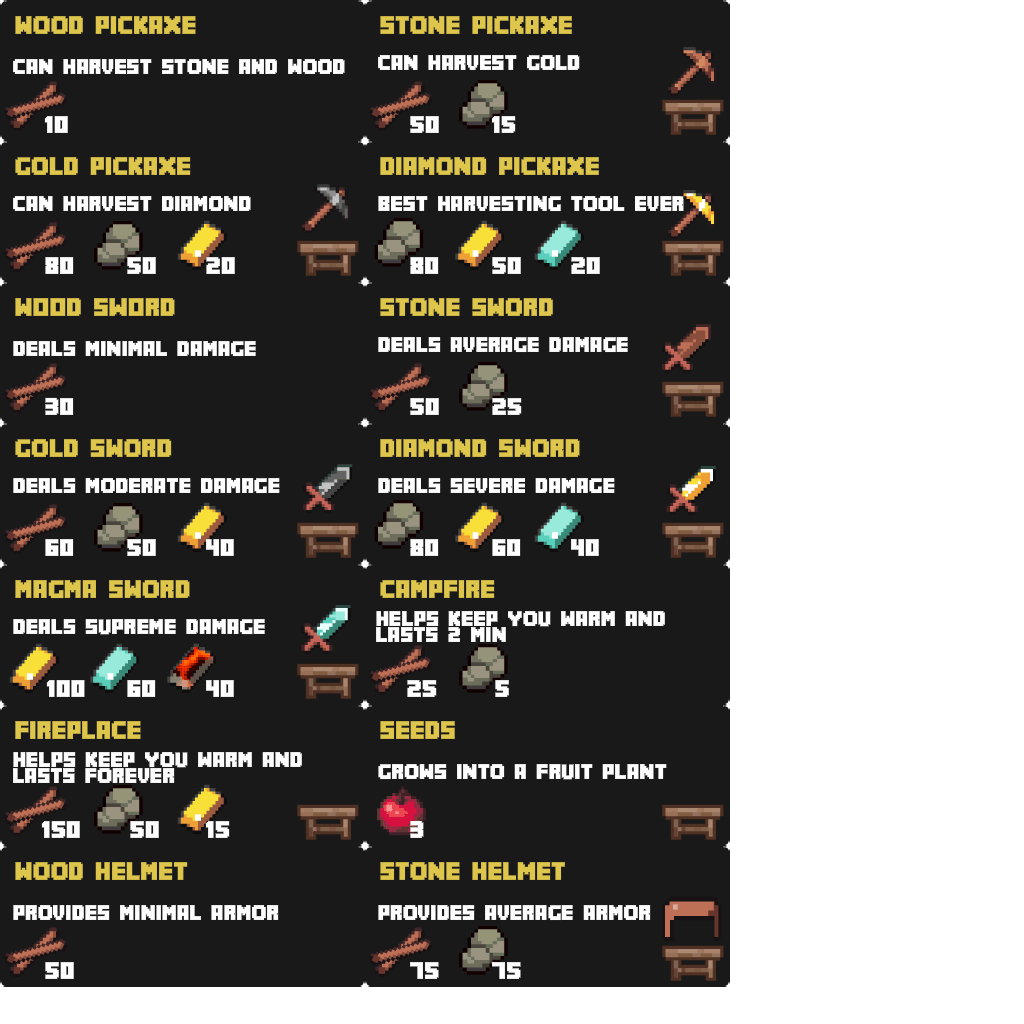 WOOD PICKAXE
CAN HARVEST STONE AND WOOD
10
STONE PICKAXE
CAN HARVEST GOLD
50 15
GOLD PICKAXE
CAN HARVEST DIAMOND
80 50 20
DIAMOND PICKAXE
BEST HARVESTING TOOL EVER
80 50 20
WOOD SWORD
DEALS MINIMAL DAMAGE
30
STONE SWORD
DEALS AVERAGE DAMAGE
50 25
GOLD SWORD
DEALS MODERATE DAMAGE
60 50 40
DIAMOND SWORD
DEALS SEVERE DAMAGE
80 60 40
MAGMA SWORD
DEALS SUPREME DAMAGE
100 60 40
CAMPFIRE
HELPS KEEP YOU WARM AND
LASTS 2 MIN
25 5
FIREPLACE
HELPS KEEP YOU WARM AND
LASTS FOREVER
150 50 15
SEEDS
GROWS INTO A FRUIT PLANT
3
WOOD HELMET
PROVIDES MINIMAL ARMOR
50
STONE HELMET
PROVIDES AVERAGE ARMOR
75 75